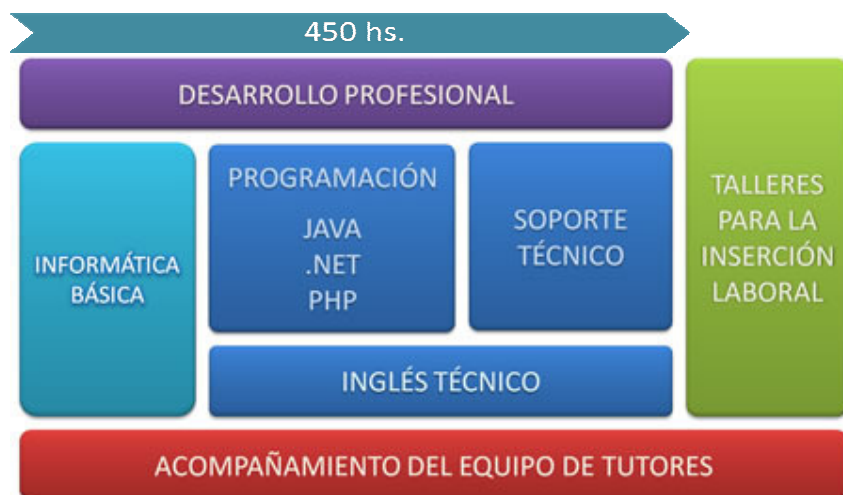 450 hs.
DESARROLLO PROFESIONAL
INFORMÁTICA
BÁSICA
PROGRAMACIÓN
JAVA
.NET
PHP
SOPORTE
TÉCNICO
INGLÉS TÉCNICO
TALLERES
PARA LA
INSERCIÓN
LABORAL
ACOMPAÑAMIENTO DEL EQUIPO DE TUTORES